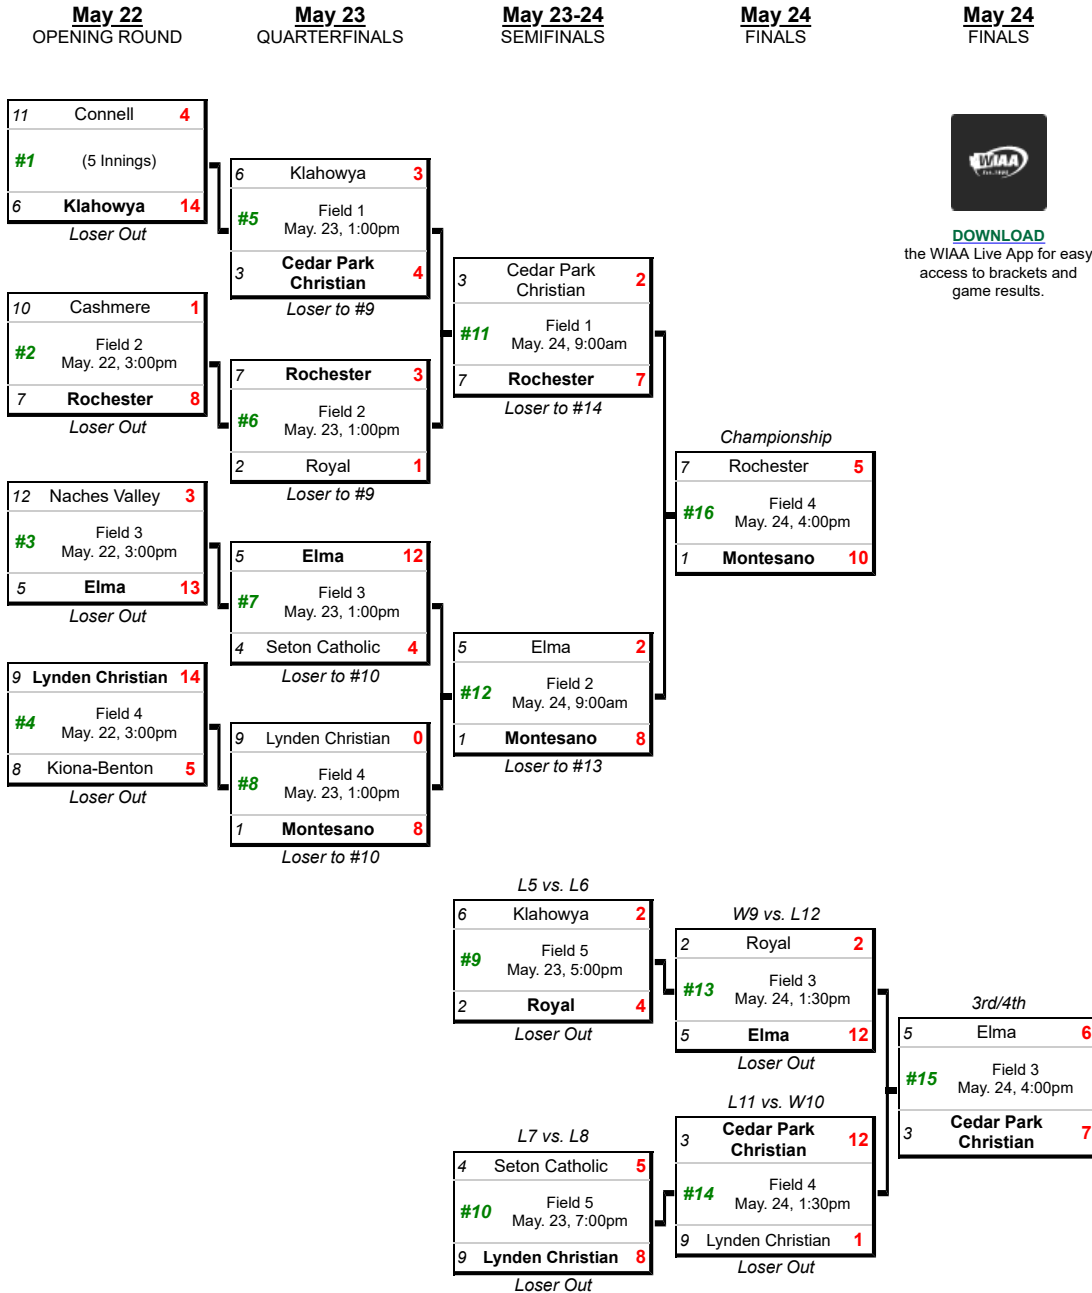 May 22
OPENING ROUND
May 23
QUARTERFINALS
May 23-24
SEMIFINALS
May 24
FINALS
May 24
FINALS
WIAA
DOWNLOAD
the WIAA Live App for easy
access to brackets and
game results.
11 Connell 4
#1 (5 Innings)
6 Klahowya 14
Loser Out
10 Cashmere 1
#2 Field 2
May. 22, 3:00pm
7 Rochester 8
Loser Out
12 Naches Valley 3
#3 Field 3
May. 22, 3:00pm
5 Elma 13
Loser Out
9 Lynden Christian 14
#4 Field 4
May. 22, 3:00pm
8 Kiona-Benton 5
Loser Out
6 Klahowya 3
#5 Field 1
May. 23, 1:00pm
3 Cedar Park
Christian 4
Loser to #9
7 Rochester 3
#6 Field 2
May. 23, 1:00pm
2 Royal 1
Loser to #9
5 Elma 12
#7 Field 3
May. 23, 1:00pm
4 Seton Catholic 4
Loser to #10
9 Lynden Christian 0
#8 Field 4
May. 23, 1:00pm
1 Montesano 8
Loser to #10
3 Cedar Park
Christian 2
#11 Field 1
May. 24, 9:00am
7 Rochester 7
Loser to #14
5 Elma 2
#12 Field 2
May. 24, 9:00am
1 Montesano 8
Loser to #13
Championship
7 Rochester 5
#16 Field 4
May. 24, 4:00pm
1 Montesano 10
L5 vs. L6
6 Klahowya 2
#9 Field 5
May. 23, 5:00pm
2 Royal 4
Loser Out
L7 vs. L8
4 Seton Catholic 5
#10 Field 5
May. 23, 7:00pm
9 Lynden Christian 8
Loser Out
W9 vs. L12
2 Royal 2
#13 Field 3
May. 24, 1:30pm
5 Elma 12
Loser Out
L11 vs. W10
3 Cedar Park
Christian 12
#14 Field 4
May. 24, 1:30pm
9 Lynden Christian 1
Loser Out
3rd/4th
5 Elma 6
#15 Field 3
May. 24, 4:00pm
3 Cedar Park
Christian 7